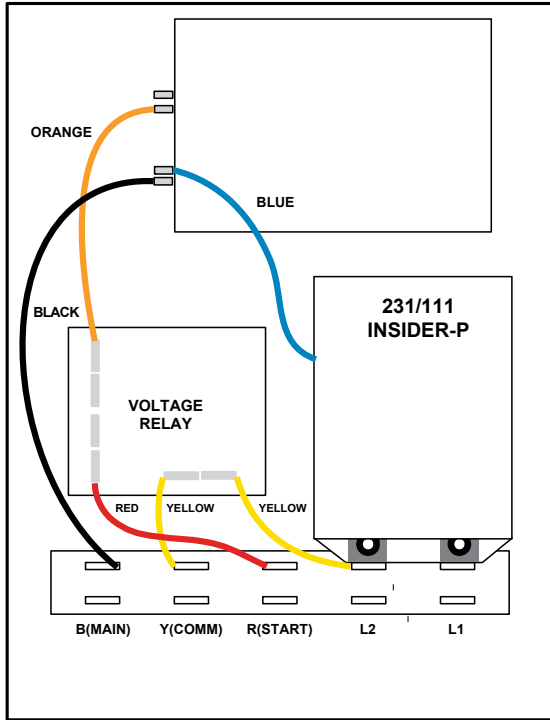 ORANGE
BLUE
BLACK
231/111
INSIDER-P
VOLTAGE
RELAY
RED YELLOW YELLOW
B(MAIN) Y(COMM) R(START) L2 L1